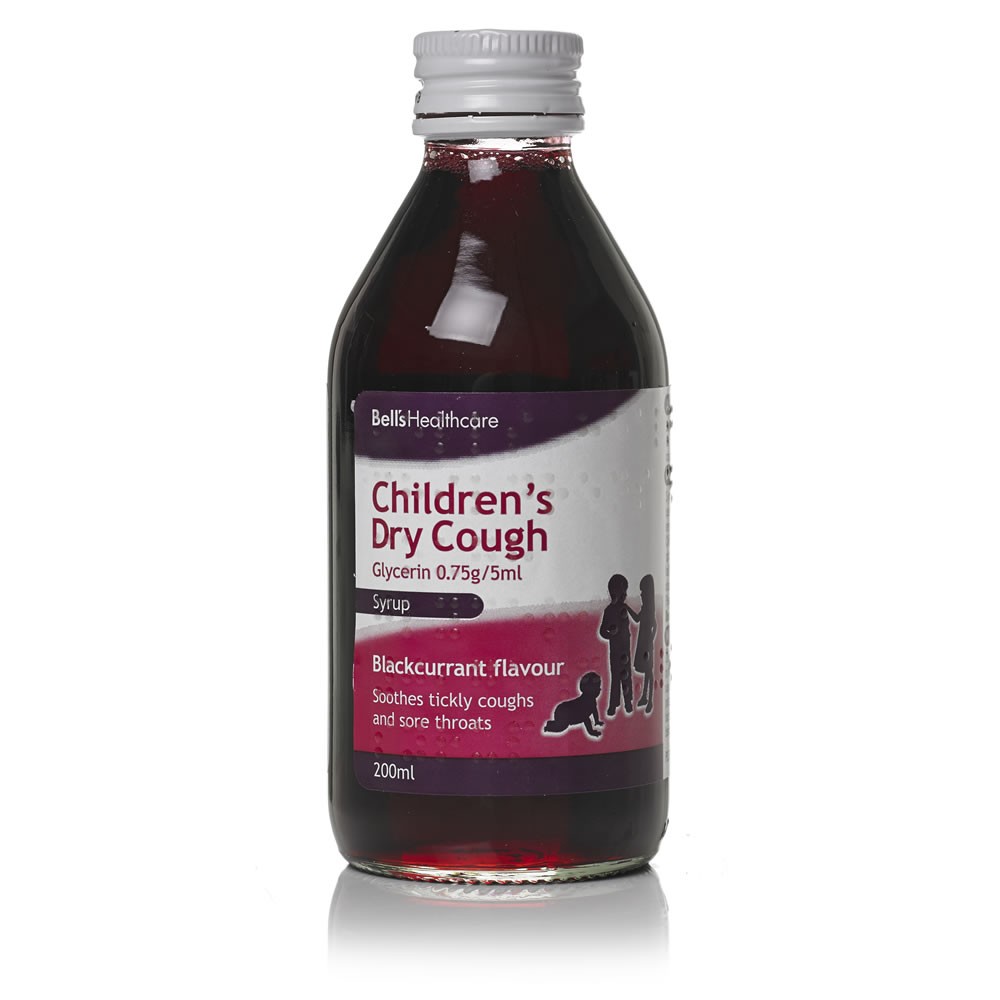 Bell's Healthcare
Children's
Dry Cough
Glycerin 0.75g/5ml
Syrup
Blackcurrant flavour
Soothes tickly coughs
and sore throats
200ml